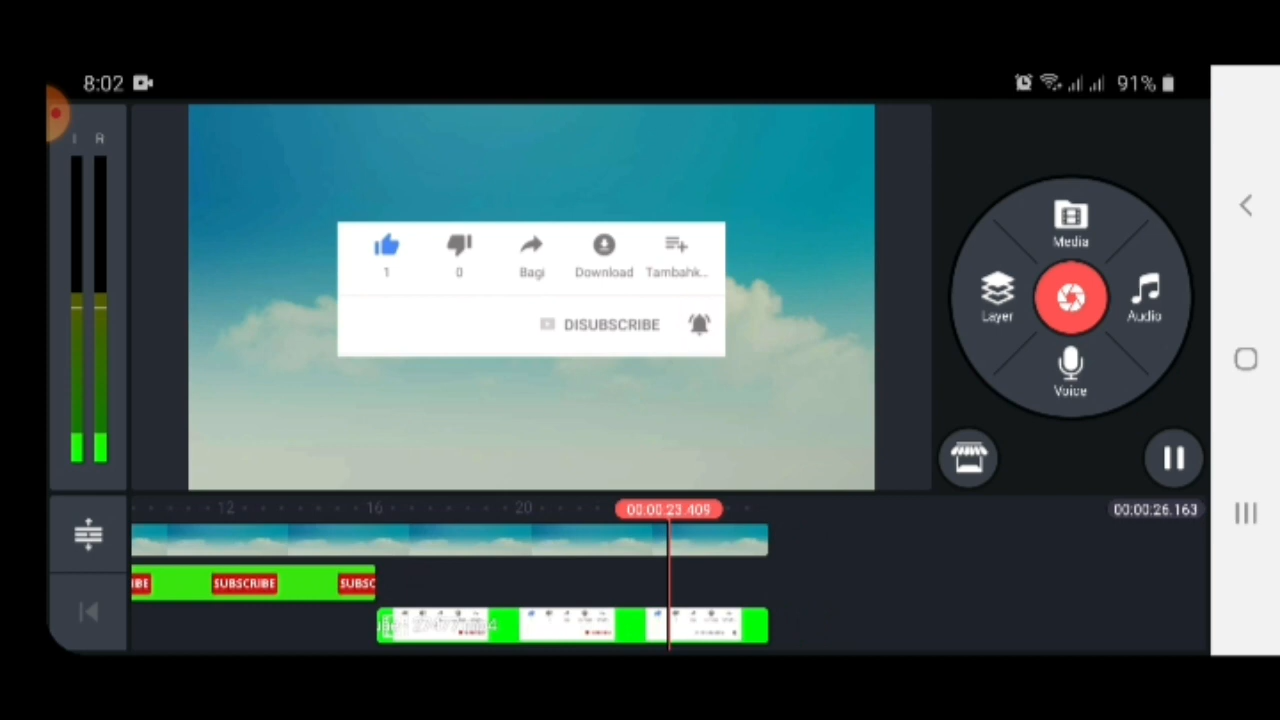 8:02
91%
Media
1
0
Bagi
Download
Tambahk..
Layer
Audio
DISUBSCRIBE
Voice
12
16
20
00:00:23.409
00:00:26.163
IBE
SUBSCRIBE
SUBSC